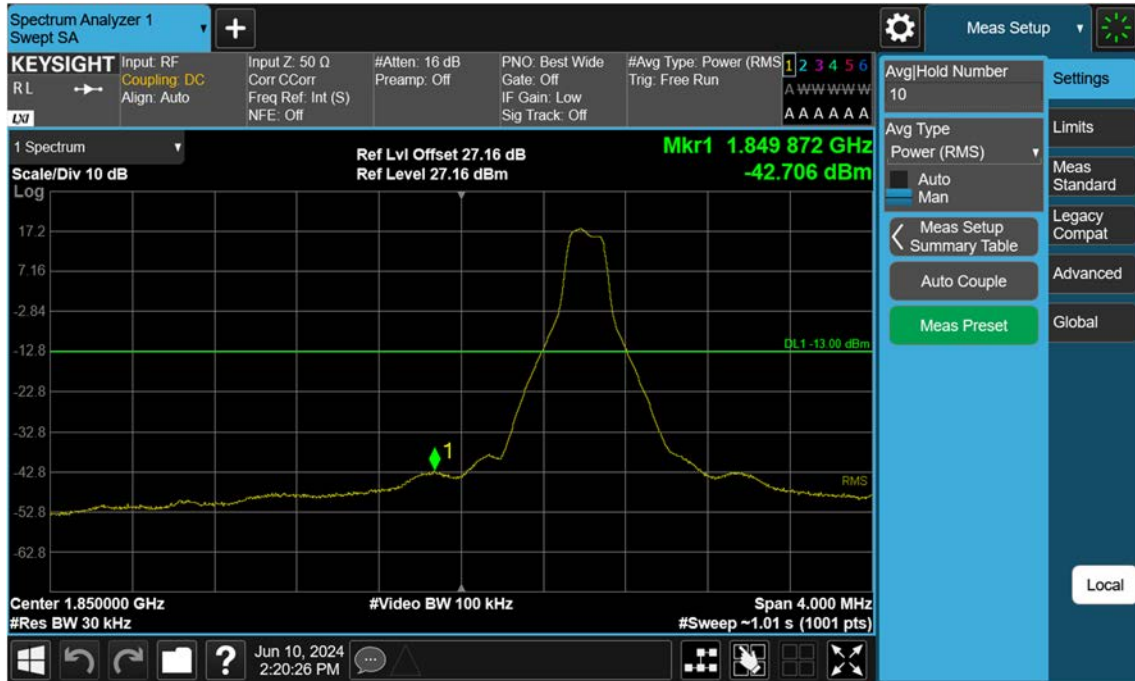 Spectrum Analyzer 1
Swept SA
Meas Setup
KEYSIGHT
R L
LXI
Input: RF
Coupling: DC
Align: Auto
Input Z: 50 Ω
Corr CCorr
Freq Ref: Int (S)
NFE: Off
#Atten: 16 dB
Preamp: Off
PNO: Best Wide
Gate: Off
IF Gain: Low
Sig Track: Off
#Avg Type: Power (RMS)
Trig: Free Run
1 2 3 4 5 6
A W W W W W
A A A A A A
1 Spectrum
Scale/Div 10 dB
Log
Ref Lvl Offset 27.16 dB
Ref Level 27.16 dBm
Mkr1 1.849 872 GHz
-42.706 dBm
17.2
7.16
-2.84
-12.8
-22.8
-32.8
-42.8
-52.8
-62.8
DL1 -13.00 dBm
1
RMS
Center 1.850000 GHz
#Res BW 30 kHz
#Video BW 100 kHz
Span 4.000 MHz
#Sweep ~1.01 s (1001 pts)
Avg|Hold Number
10
Avg Type
Power (RMS)
Auto
Man
Meas Setup
Summary Table
Auto Couple
Meas Preset
Settings
Limits
Meas
Standard
Legacy
Compat
Advanced
Global
Local
?
Jun 10, 2024
2:20:26 PM